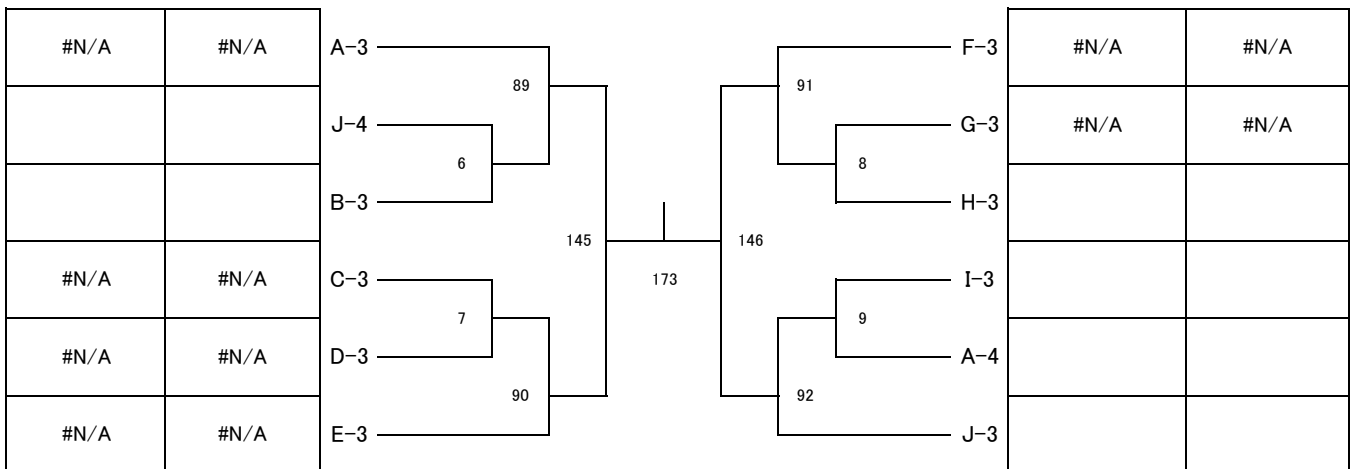 #N/A #N/A A-3 F-3 #N/A #N/A
89 91
J-4 G-3 #N/A #N/A
6 8
B-3 H-3
145 146
#N/A #N/A C-3 173 I-3
7 9
#N/A #N/A D-3 A-4
90 92
#N/A #N/A E-3 J-3